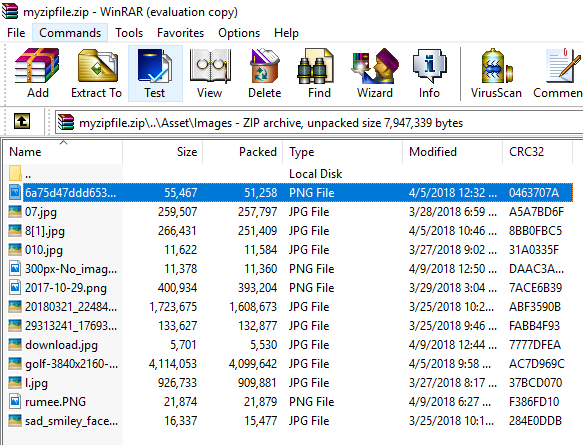 myzipfile.zip - WinRAR (evaluation copy)
File Commands Tools Favorites Options Help
Add Extract To Test View Delete Find Wizard Info VirusScan Commen
myzipfile.zip\..\Asset\Images - ZIP archive, unpacked size 7,947,339 bytes
Name Size Packed Type Modified CRC32
.. Local Disk
6a75d47ddd653... 55,467 51,258 PNG File 4/5/2018 12:32 ... 0463707A
07.jpg 259,507 257,797 JPG File 3/28/2018 6:59 ... A5A7BD6F
8[1].jpg 266,431 251,409 JPG File 4/5/2018 10:46 ... 8BB0FBC5
010.jpg 11,622 11,584 JPG File 3/27/2018 9:02 ... 31A0335F
300px-No_imag... 11,378 11,360 PNG File 4/9/2018 12:50 ... DAAC3A...
2017-10-29.png 400,934 393,204 PNG File 3/29/2018 3:04 ... 7ACE6B39
20180321_22484... 1,723,675 1,608,673 JPG File 3/25/2018 10:2... ABF3590B
29313241_17693... 133,627 132,877 JPG File 3/25/2018 9:46 ... FABB4F93
download.jpg 5,701 5,530 JPG File 4/9/2018 12:44 ... 7777DFEA
golf-3840x2160-... 4,114,053 4,099,642 JPG File 4/5/2018 9:58 ... AC7D969C
l.jpg 926,733 909,881 JPG File 3/27/2018 8:17 ... 37BCD070
rumee.PNG 21,874 21,879 PNG File 4/9/2018 6:27 ... F386FD10
sad_smiley_face... 16,337 15,477 JPG File 3/25/2018 10:1... 284E0DDB